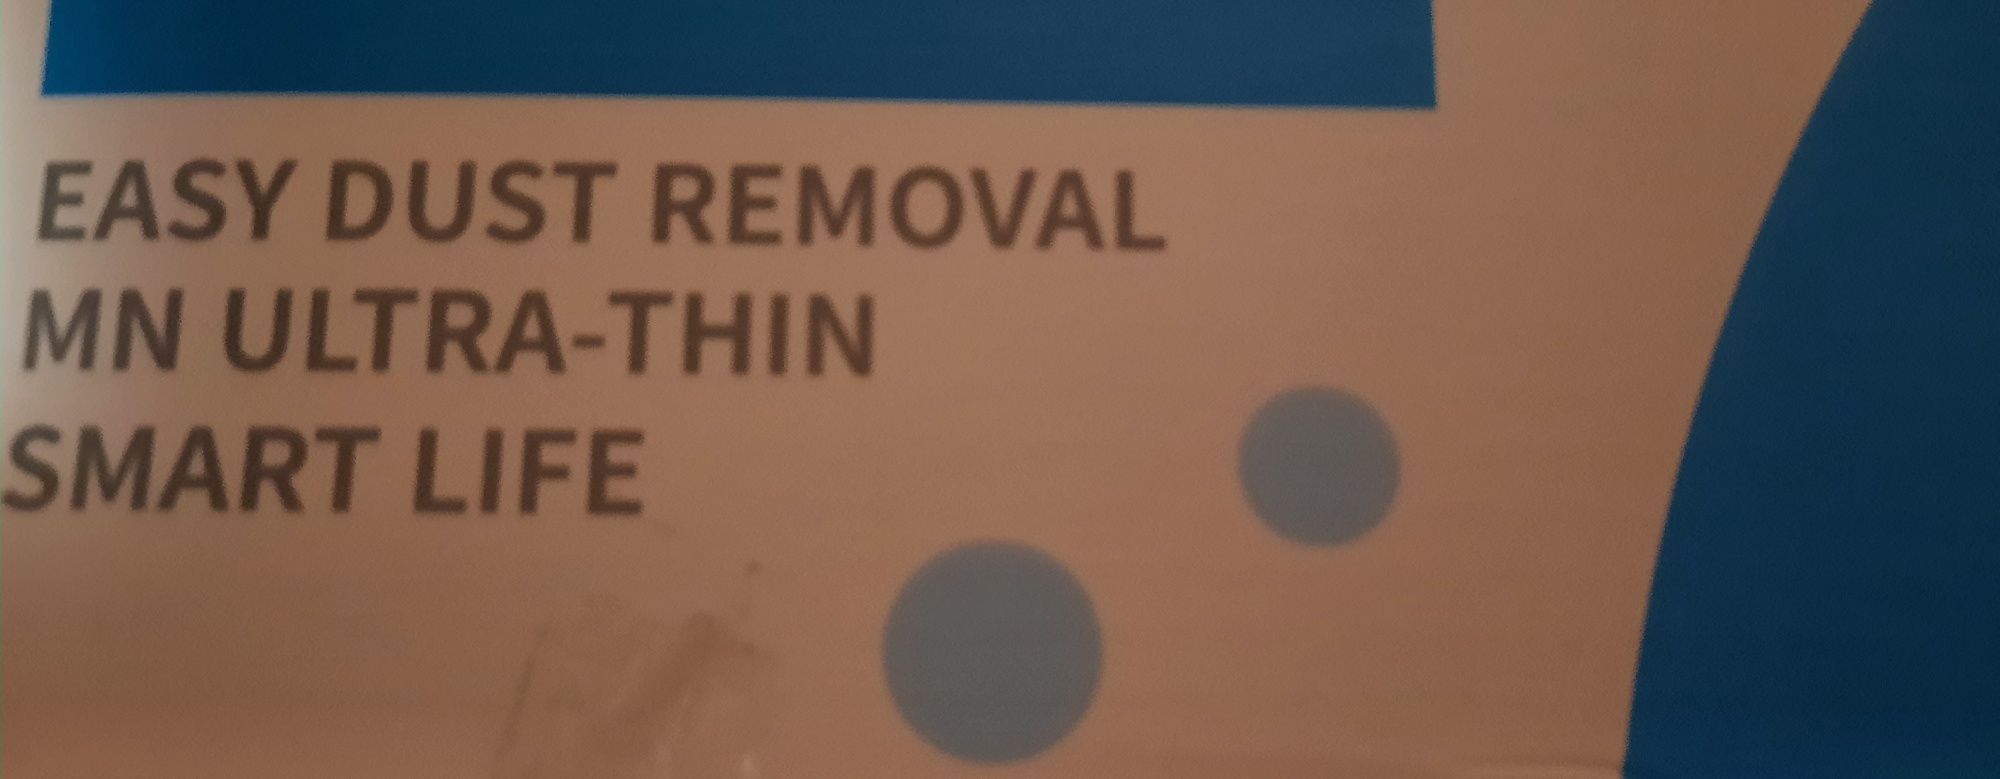 EASY DUST REMOVAL
MN ULTRA-THIN
SMART LIFE